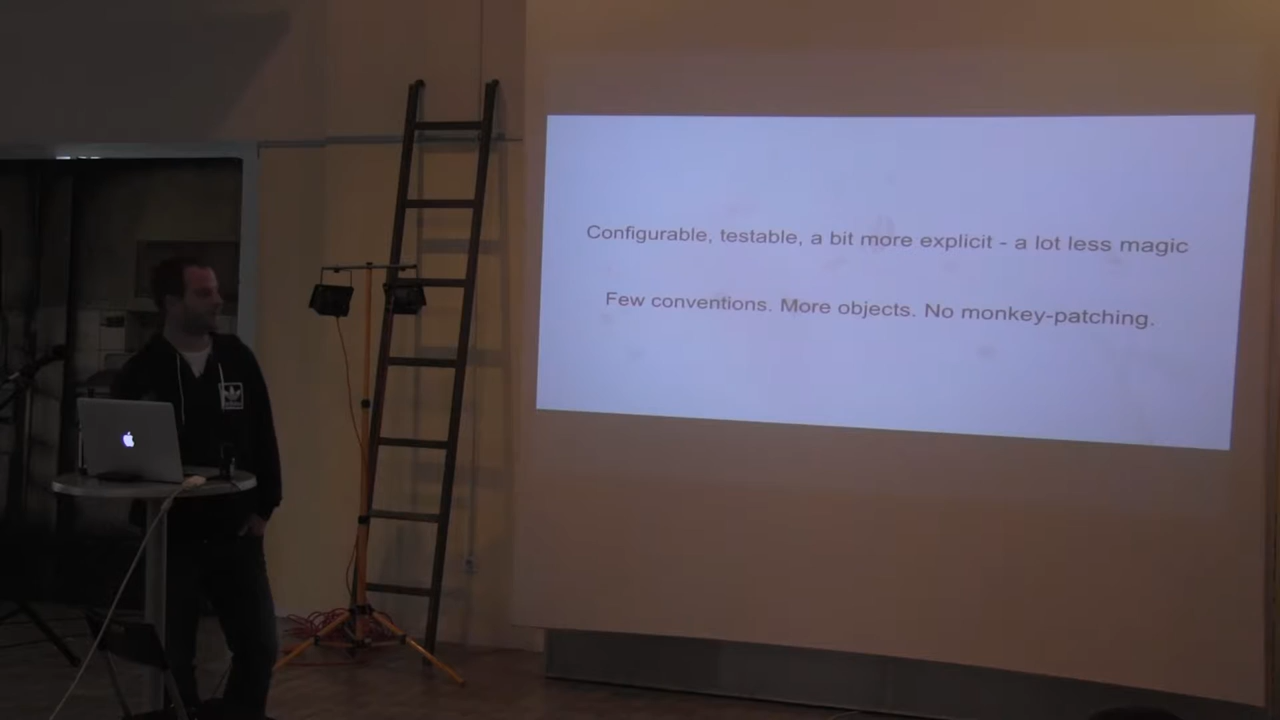 Configurable, testable, a bit more explicit - a lot less magic
Few conventions. More objects. No monkey-patching.